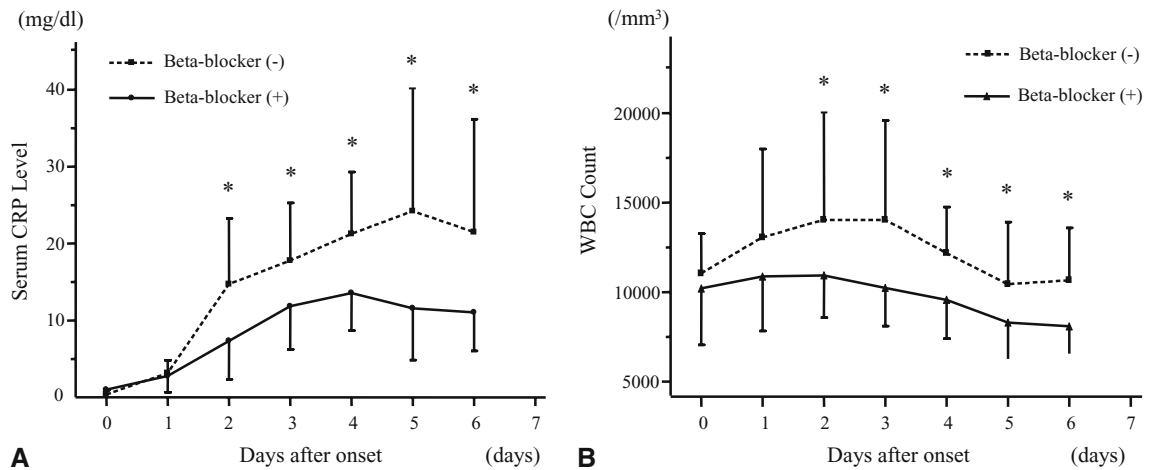 (mg/dl)
Beta-blocker (-)
Beta-blocker (+)
Serum CRP Level
40
30
20
10
0
* * * * *
0 1 2 3 4 5 6 7
Days after onset (days)
A
(/mm³)
Beta-blocker (-)
Beta-blocker (+)
WBC Count
20000
15000
10000
5000
* * * * *
0 1 2 3 4 5 6 7
Days after onset (days)
B